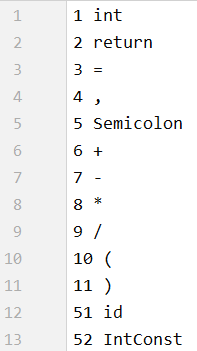 1 1 int
2 2 return
3 3 =
4 4 ,
5 5 Semicolon
6 6 +
7 7 -
8 8 *
9 9 /
10 10 (
11 11 )
12 51 id
13 52 IntConst